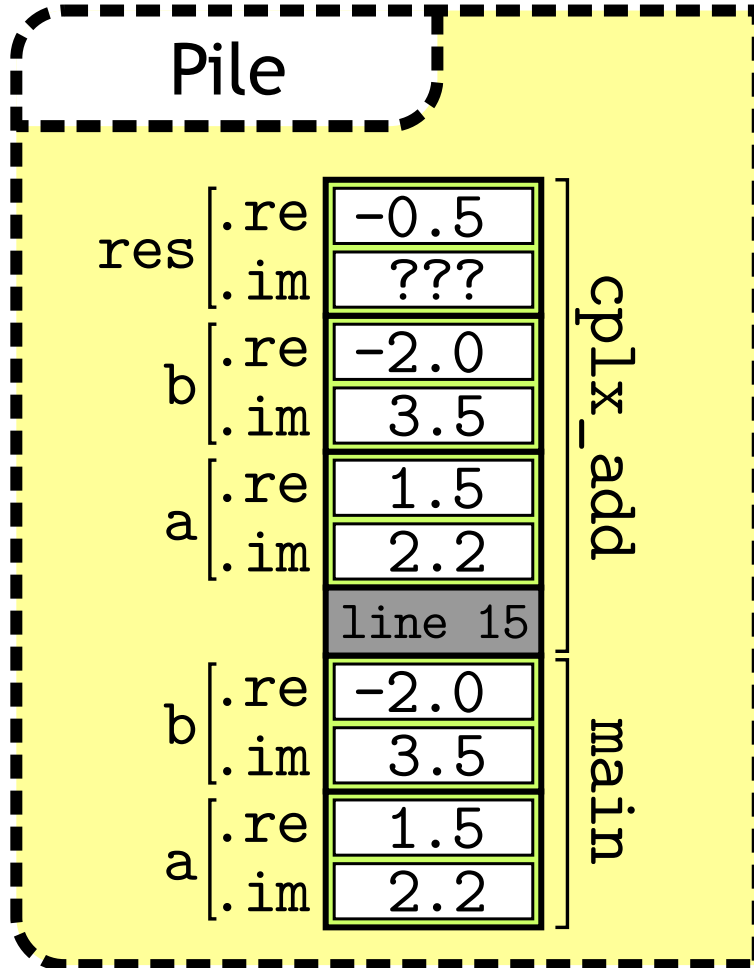 Pile
res .re -0.5
.im ???
b .re -2.0
.im 3.5
a .re 1.5
.im 2.2
line 15
cplx_add
b .re -2.0
.im 3.5
a .re 1.5
.im 2.2
main